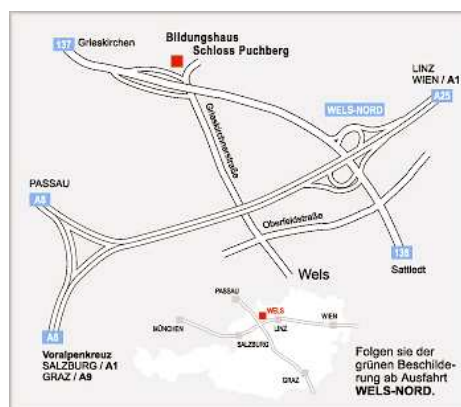 137
Grieskirchen
Bildungshaus
Schloss Puchberg
LINZ
WIEN / A1
A25
WELS-NORD
Grieskirchnerstraße
PASSAU
A8
Oberfeldstraße
138
Sattledt
Wels
A8
Voralpenkreuz
SALZBURG / A1
GRAZ / A9
PASSAU
WELS
MÜNCHEN
LINZ
WIEN
SALZBURG
GRAZ
Folgen sie der
grünen Beschilde-
rung ab Ausfahrt
WELS-NORD.